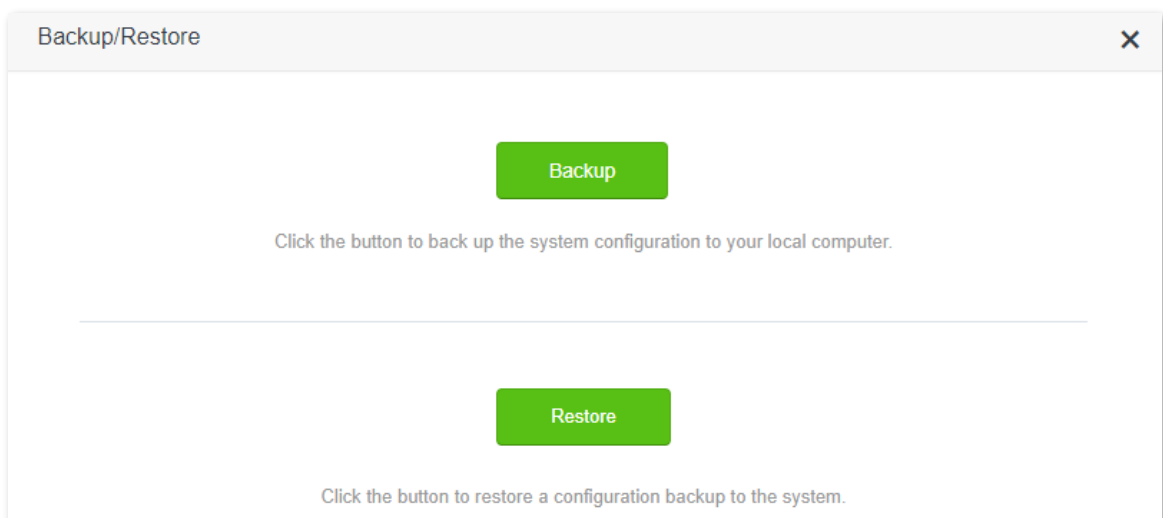 Backup/Restore
Backup
Click the button to back up the system configuration to your local computer.
Restore
Click the button to restore a configuration backup to the system.